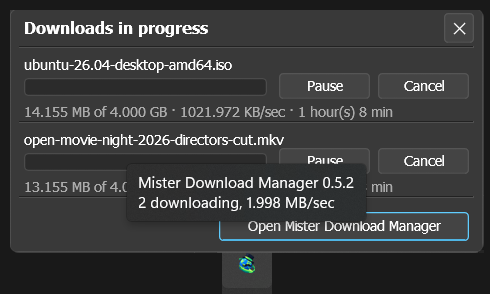 Downloads in progress
ubuntu-26.04-desktop-amd64.iso
Pause
Cancel
14.155 MB of 4.000 GB · 1021.972 KB/sec · 1 hour(s) 8 min
open-movie-night-2026-directors-cut.mkv
Pause
Cancel
13.155 MB of 4.0
min
Mister Download Manager 0.5.2
2 downloading, 1.998 MB/sec
Open Mister Download Manager